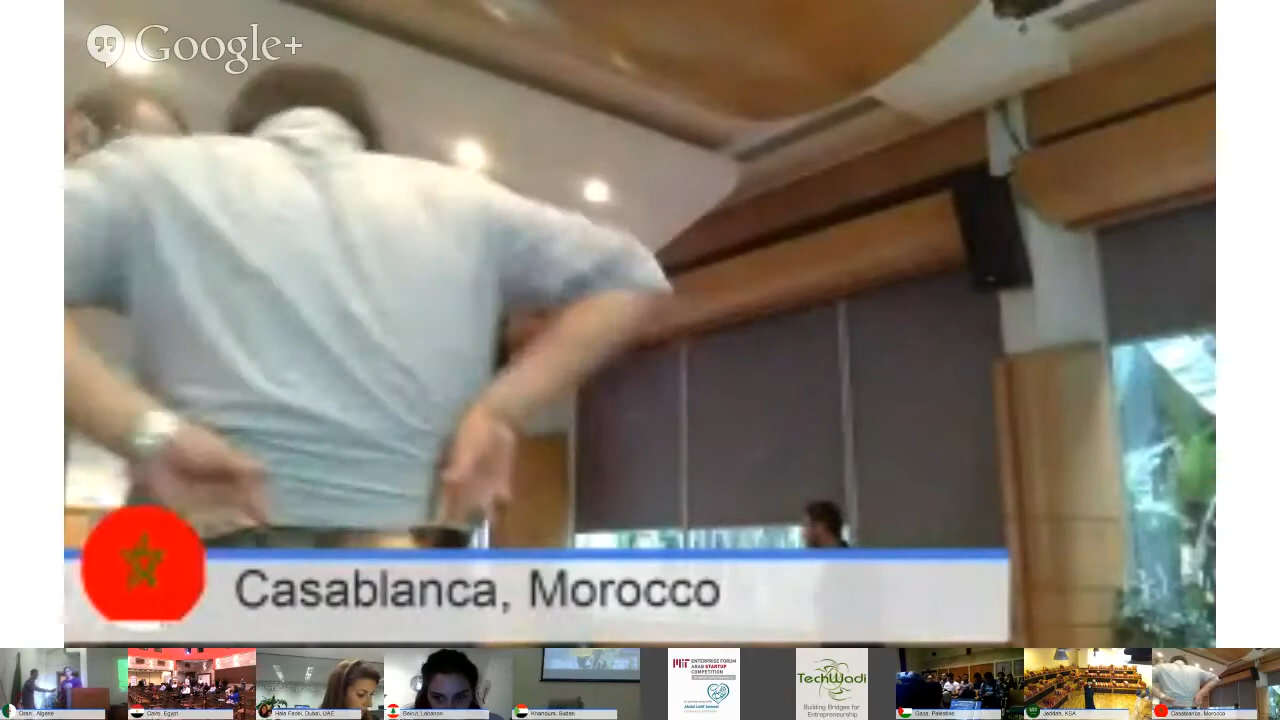 Google+
Casablanca, Morocco
Oran, Algeria
Cairo, Egypt
Hala Fadel, Dubai, UAE
Beirut, Lebanon
Khartoum, Sudan
MIT ENTERPRISE FORUM
ARAB STARTUP
COMPETITION
TechWadi
Building Bridges for
Entrepreneurship
Gaza, Palestine
Jeddah, KSA
Casablanca, Morocco